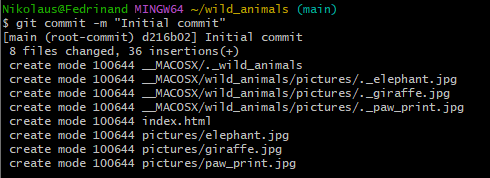 Nikolaus@Fedrinand MINGW64 ~/wild_animals (main)
$ git commit -m "Initial commit"
[main (root-commit) d216b02] Initial commit
 8 files changed, 36 insertions(+)
 create mode 100644 __MACOSX/._wild_animals
 create mode 100644 __MACOSX/wild_animals/pictures/._elephant.jpg
 create mode 100644 __MACOSX/wild_animals/pictures/._giraffe.jpg
 create mode 100644 __MACOSX/wild_animals/pictures/._paw_print.jpg
 create mode 100644 index.html
 create mode 100644 pictures/elephant.jpg
 create mode 100644 pictures/giraffe.jpg
 create mode 100644 pictures/paw_print.jpg